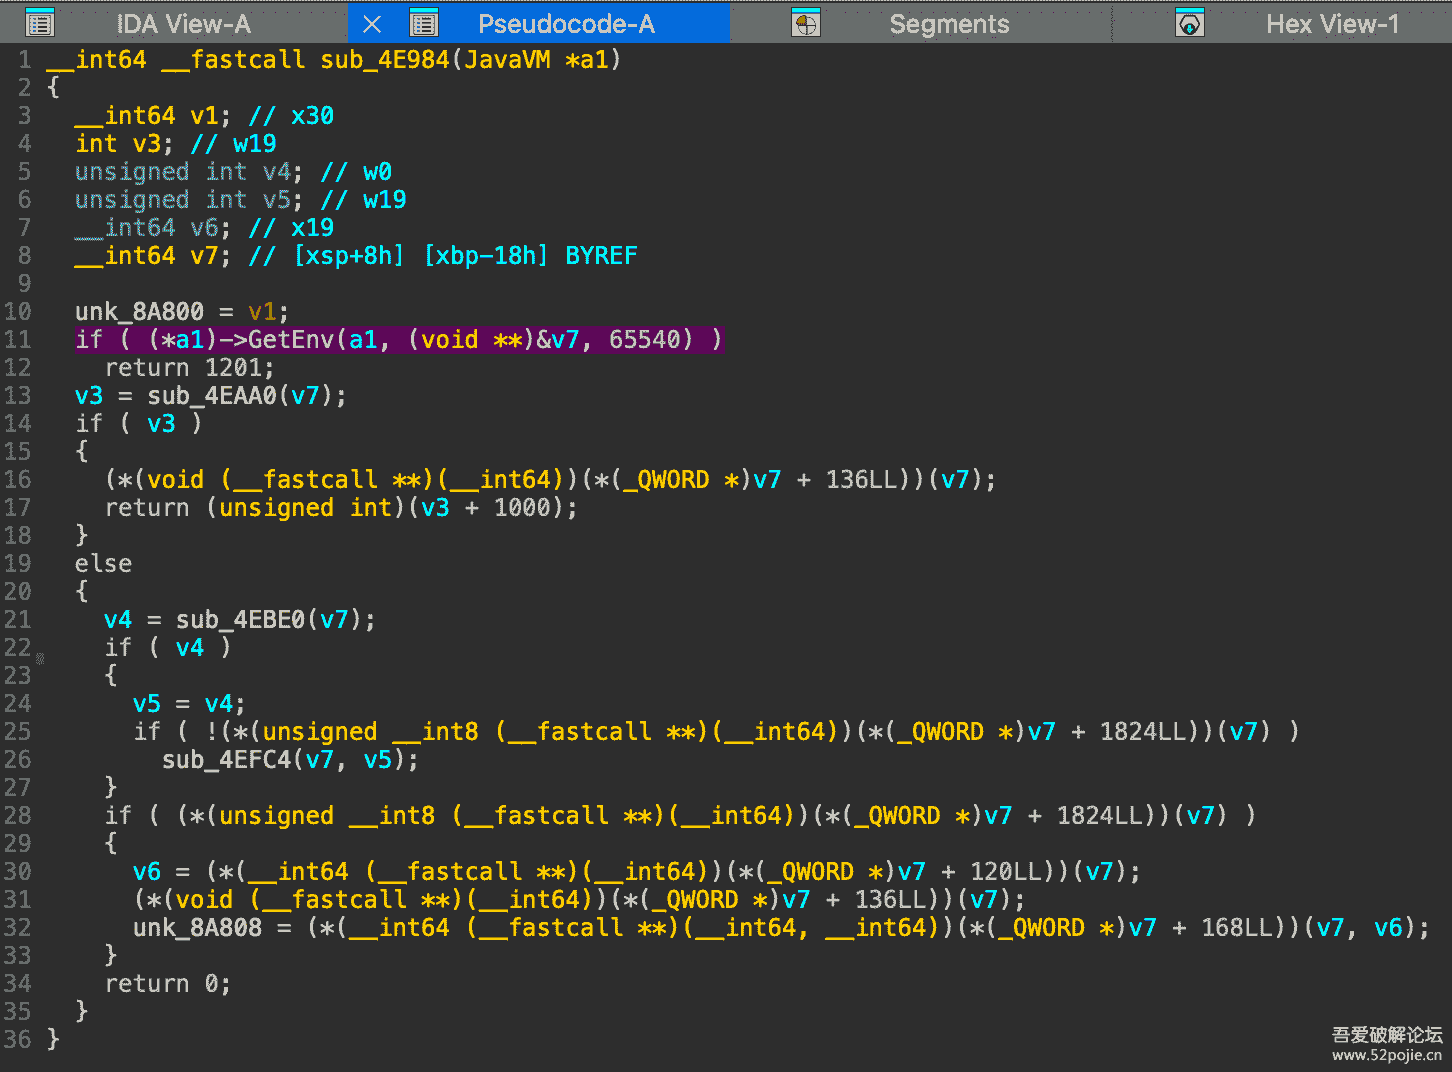 IDA View-A Pseudocode-A Segments Hex View-1
1 __int64 __fastcall sub_4E984(JavaVM *a1)
2 {
3 __int64 v1; // x30
4 int v3; // w19
5 unsigned int v4; // w0
6 unsigned int v5; // w19
7 __int64 v6; // x19
8 __int64 v7; // [xsp+8h] [xbp-18h] BYREF
9
10 unk_8A800 = v1;
11 if ( (*a1)->GetEnv(a1, (void **)&v7, 65540) )
12 return 1201;
13 v3 = sub_4EAA0(v7);
14 if ( v3 )
15 {
16 (*(void (__fastcall **)(__int64))(*(_QWORD *)v7 + 136LL))(v7);
17 return (unsigned int)(v3 + 1000);
18 }
19 else
20 {
21 v4 = sub_4EBE0(v7);
22 if ( v4 )
23 {
24 v5 = v4;
25 if ( !(*(unsigned __int8 (__fastcall **)(__int64))(*(_QWORD *)v7 + 1824LL))(v7) )
26 sub_4EFC4(v7, v5);
27 }
28 if ( (*(unsigned __int8 (__fastcall **)(__int64))(*(_QWORD *)v7 + 1824LL))(v7) )
29 {
30 v6 = (*(__int64 (__fastcall **)(__int64))(*(_QWORD *)v7 + 120LL))(v7);
31 (*(void (__fastcall **)(__int64))(*(_QWORD *)v7 + 136LL))(v7);
32 unk_8A808 = (*(__int64 (__fastcall **)(__int64, __int64))(*(_QWORD *)v7 + 168LL))(v7, v6);
33 }
34 return 0;
35 }
36 }
吾爱破解论坛
www.52pojie.cn